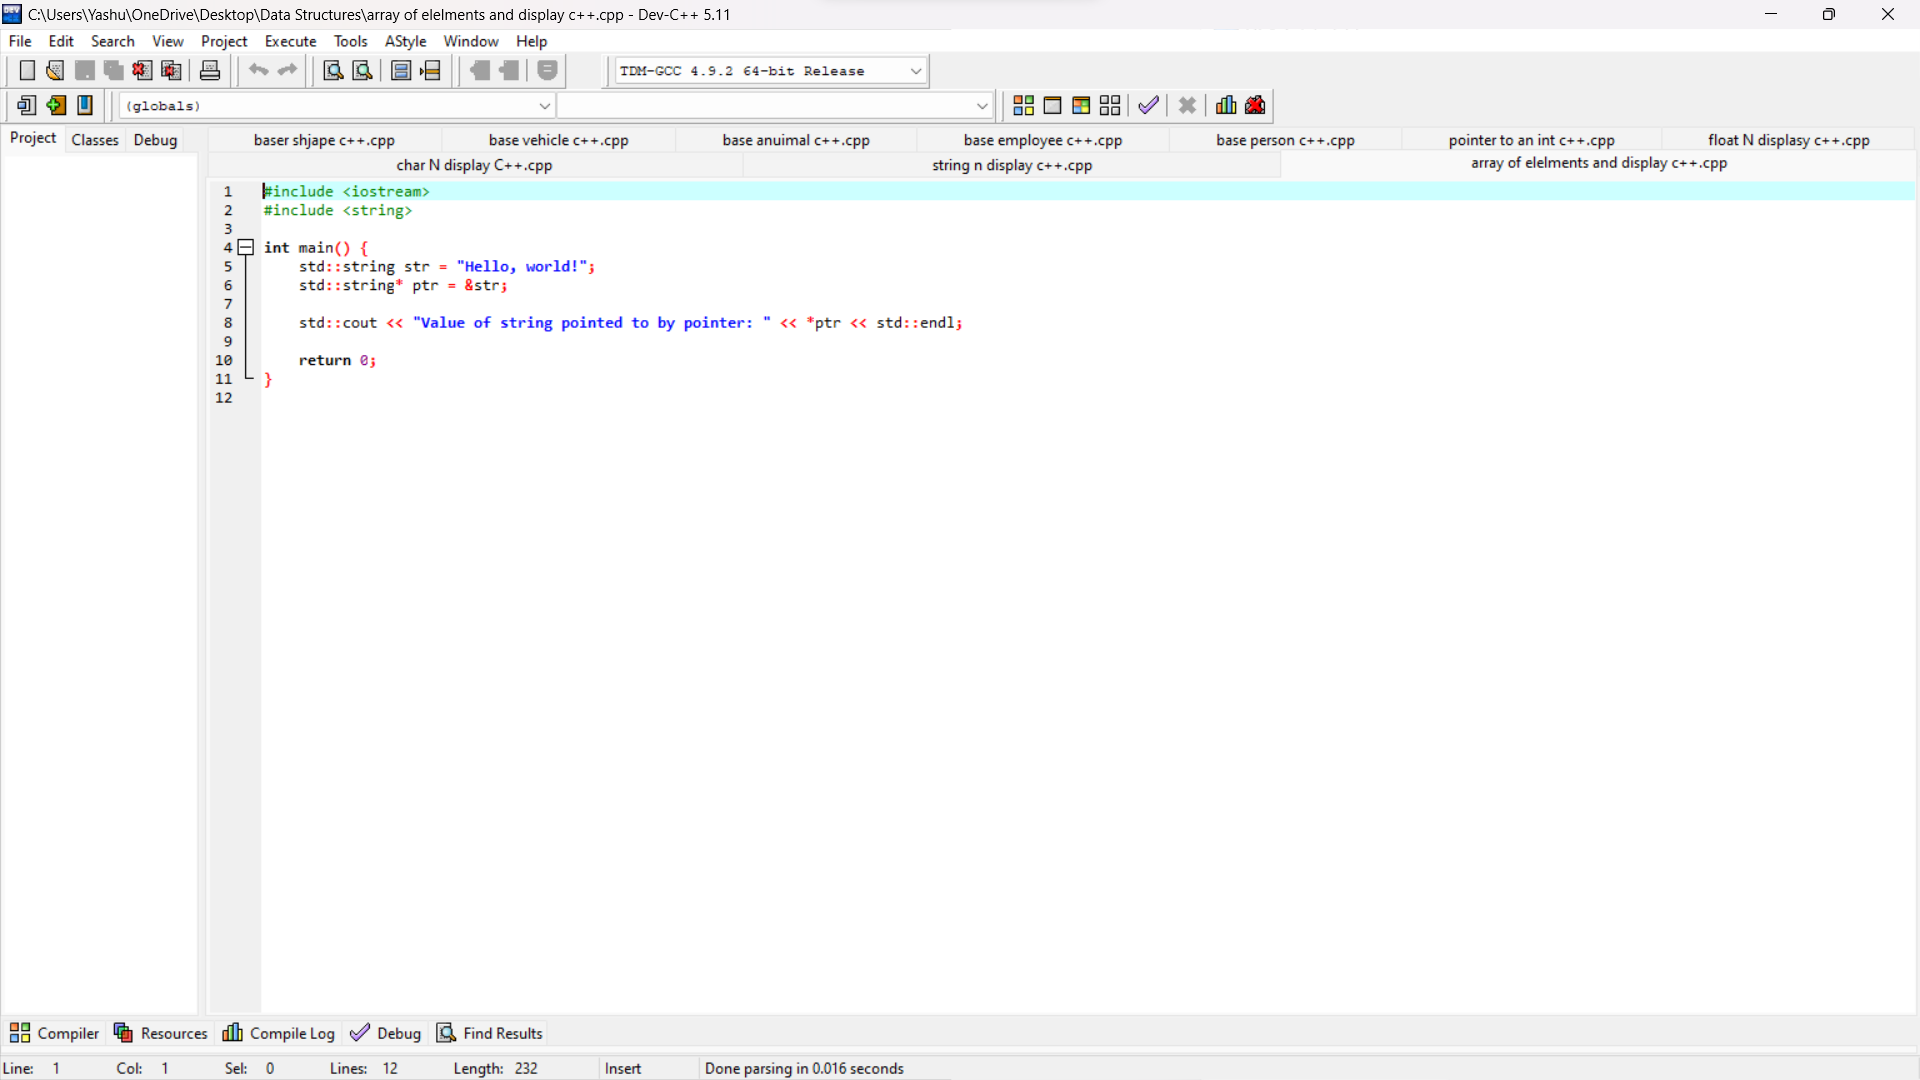 C:\Users\Yashu\OneDrive\Desktop\Data Structures\array of elelments and display c++.cpp - Dev-C++ 5.11
File Edit Search View Project Execute Tools AStyle Window Help
TDM-GCC 4.9.2 64-bit Release
(globals)
Project Classes Debug
baser shjape c++.cpp base vehicle c++.cpp base anuimal c++.cpp base employee c++.cpp base person c++.cpp pointer to an int c++.cpp float N displasy c++.cpp
char N display C++.cpp string n display c++.cpp array of elelments and display c++.cpp
1 #include <iostream>
2 #include <string>
3
4 int main() {
5 std::string str = "Hello, world!";
6 std::string* ptr = &str;
7
8 std::cout << "Value of string pointed to by pointer: " << *ptr << std::endl;
9
10 return 0;
11 }
12
Compiler Resources Compile Log Debug Find Results
Line: 1 Col: 1 Sel: 0 Lines: 12 Length: 232 Insert Done parsing in 0.016 seconds